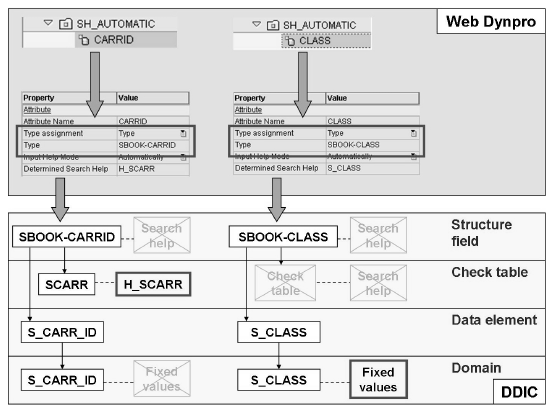 Web Dynpro
SH_AUTOMATIC
CARRID
SH_AUTOMATIC
CLASS
Property Value
Attribute
Attribute Name CARRID
Type assignment Type
Type SBOOK-CARRID
Input Help Mode Automatically
Determined Search Help H_SCARR
Property Value
Attribute
Attribute Name CLASS
Type assignment Type
Type SBOOK-CLASS
Input Help Mode Automatically
Determined Search Help S_CLASS
SBOOK-CARRID
Search
help
SBOOK-CLASS
Search
help
Structure
field
SCARR
H_SCARR
Check
table
Search
help
Check table
S_CARR_ID
S_CLASS
Data element
S_CARR_ID
Fixed
values
S_CLASS
Fixed
values
Domain
DDIC